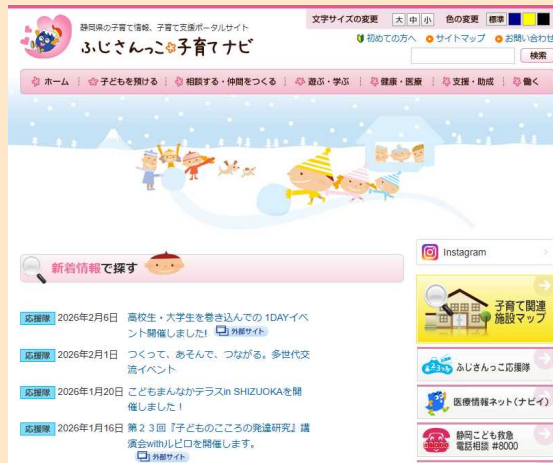 静岡県の子育て情報、子育て支援ポータルサイト
ふじさんっこ子育てナビ
文字サイズの変更 大 中 小 色の変更 標準
初めての方へ サイトマップ お問い合わせ
検索
ホーム 子どもを預ける 相談する・仲間をつくる 遊ぶ・学ぶ 健康・医療 支援・助成 働く
新着情報で探す
応援隊 2026年2月6日 高校生・大学生を巻き込んでの 1DAYイベ
ント開催しました! 外部サイト
応援隊 2026年2月1日 つくって、あそんで、つながる。多世代交
流イベント
応援隊 2026年1月20日 こどもまんなかテラスin SHIZUOKAを開
催しました！
応援隊 2026年1月16日 第２３回『子どものこころの発達研究』講
演会withルピロを開催します。
外部サイト
Instagram
子育て関連
施設マップ
ふじさんっこ応援隊
医療情報ネット(ナビイ)
静岡こども救急
電話相談 #8000